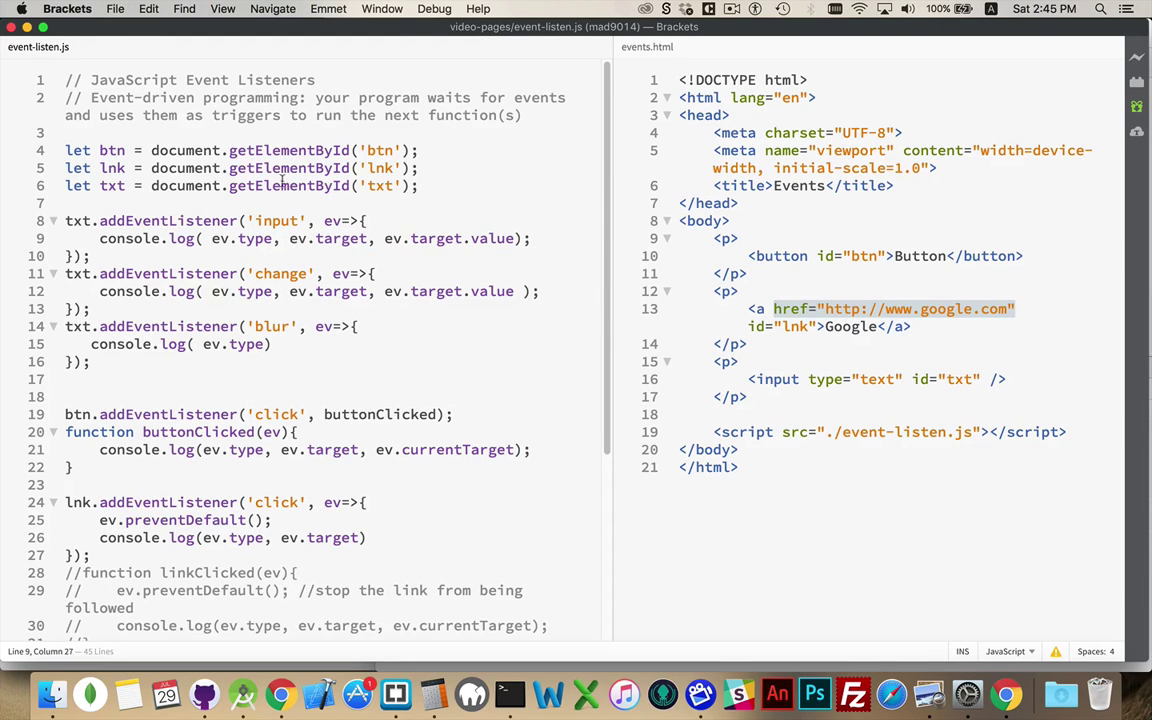 Brackets File Edit Find View Navigate Emmet Window Debug Help 100% A Sat 2:45 PM
video-pages/event-listen.js (mad9014) — Brackets
event-listen.js
1 // JavaScript Event Listeners
2 // Event-driven programming: your program waits for events
and uses them as triggers to run the next function(s)
3
4 let btn = document.getElementById('btn');
5 let lnk = document.getElementById('lnk');
6 let txt = document.getElementById('txt');
7
8 txt.addEventListener('input', ev=>{
9 console.log( ev.type, ev.target, ev.target.value);
10 });
11 txt.addEventListener('change', ev=>{
12 console.log( ev.type, ev.target, ev.target.value );
13 });
14 txt.addEventListener('blur', ev=>{
15 console.log( ev.type)
16 });
17
18
19 btn.addEventListener('click', buttonClicked);
20 function buttonClicked(ev){
21 console.log(ev.type, ev.target, ev.currentTarget);
22 }
23
24 lnk.addEventListener('click', ev=>{
25 ev.preventDefault();
26 console.log(ev.type, ev.target)
27 });
28 //function linkClicked(ev){
29 // ev.preventDefault(); //stop the link from being
followed
30 // console.log(ev.type, ev.target, ev.currentTarget);
events.html
1 <!DOCTYPE html>
2 <html lang="en">
3 <head>
4 <meta charset="UTF-8">
5 <meta name="viewport" content="width=device-
width, initial-scale=1.0">
6 <title>Events</title>
7 </head>
8 <body>
9 <p>
10 <button id="btn">Button</button>
11 </p>
12 <p>
13 <a href="http://www.google.com"
id="lnk">Google</a>
14 </p>
15 <p>
16 <input type="text" id="txt" />
17 </p>
18
19 <script src="./event-listen.js"></script>
20 </body>
21 </html>
Line 9, Column 27 — 45 Lines
INS JavaScript Spaces: 4
JUL 29 1 W X S An Ps Fz